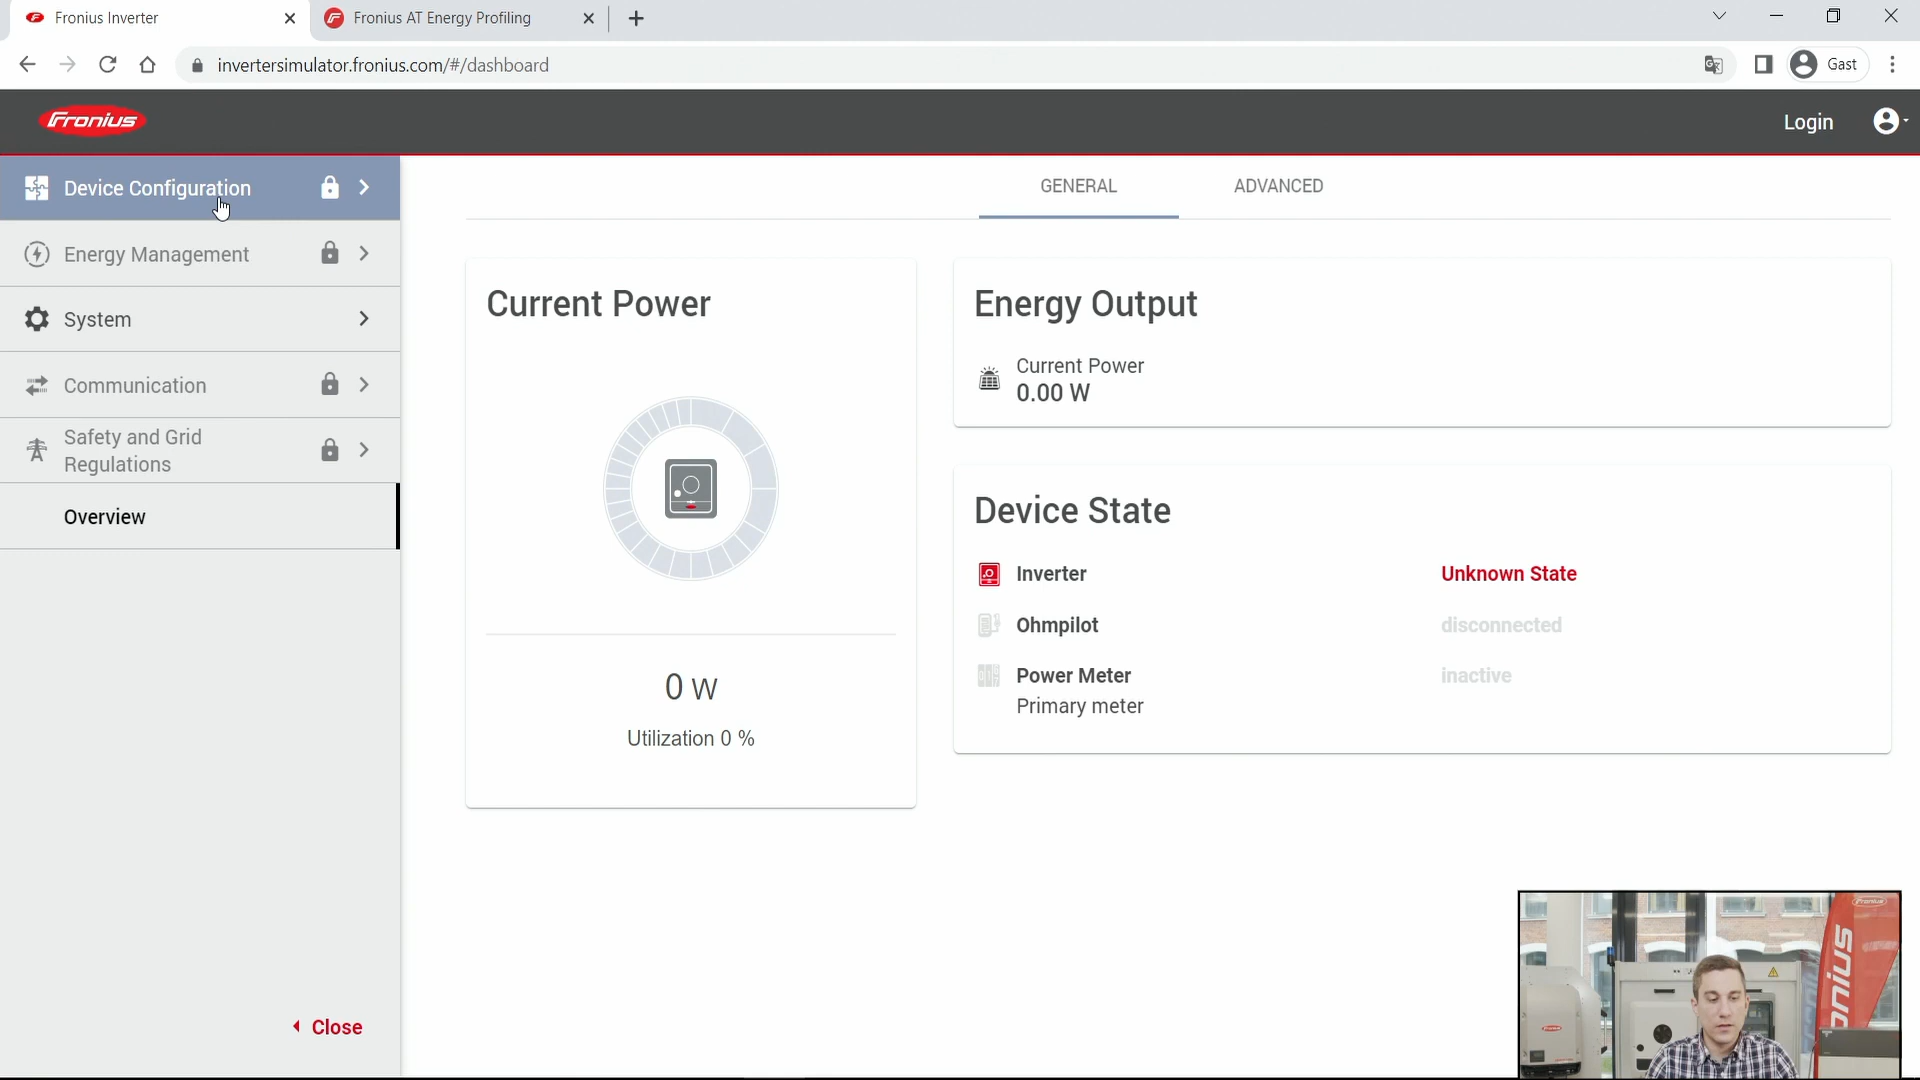 Fronius Inverter
Fronius AT Energy Profiling
invertersimulator.fronius.com/#/dashboard
Gast
Fronius
Login
Device Configuration
Energy Management
System
Communication
Safety and Grid
Regulations
Overview
Close
GENERAL
ADVANCED
Current Power
0 W
Utilization 0 %
Energy Output
Current Power
0.00 W
Device State
Inverter
Unknown State
Ohmpilot
disconnected
Power Meter
inactive
Primary meter
Fronius